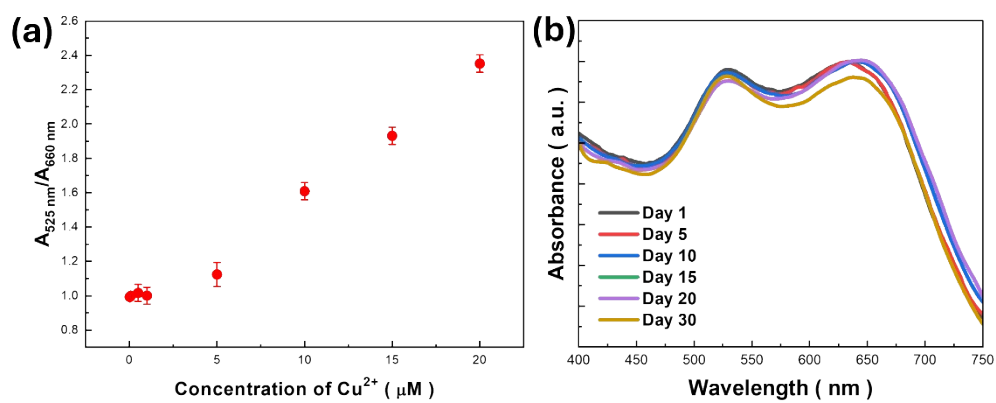 (a)
2.6
2.4
2.2
2.0
1.8
1.6
1.4
1.2
1.0
0.8
A525 nm/A660 nm
0 5 10 15 20
Concentration of Cu2+ ( μM )
(b)
Absorbance ( a.u. )
Day 1
Day 5
Day 10
Day 15
Day 20
Day 30
400 450 500 550 600 650 700 750
Wavelength ( nm )